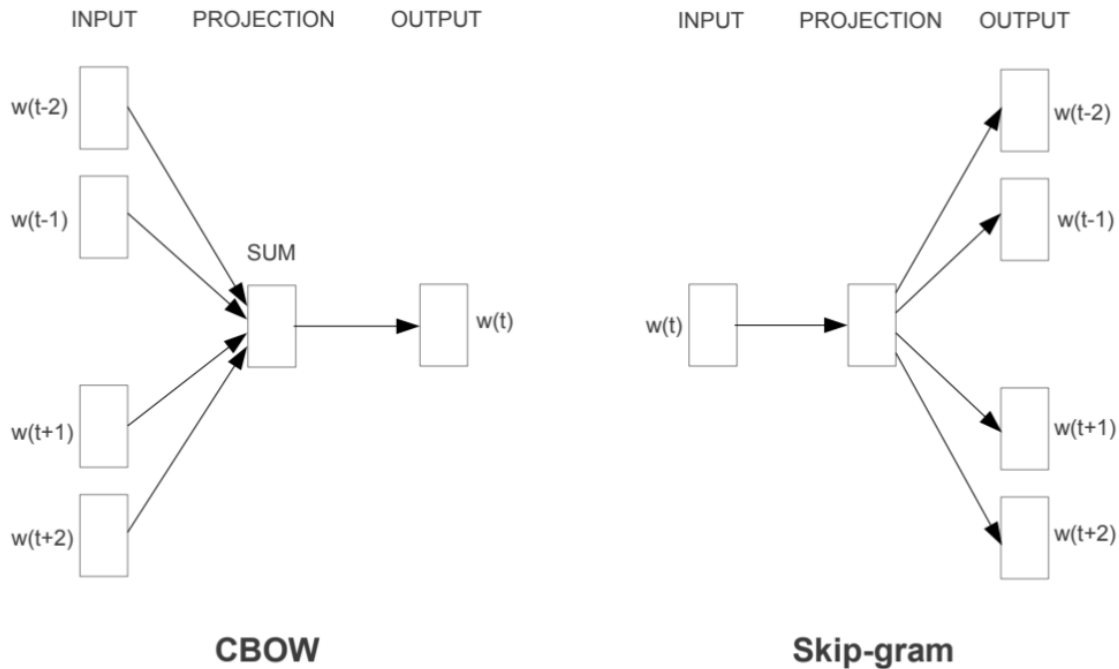 INPUT PROJECTION OUTPUT
w(t-2)
w(t-1)
SUM
w(t)
w(t+1)
w(t+2)
CBOW
INPUT PROJECTION OUTPUT
w(t-2)
w(t-1)
w(t)
w(t+1)
w(t+2)
Skip-gram